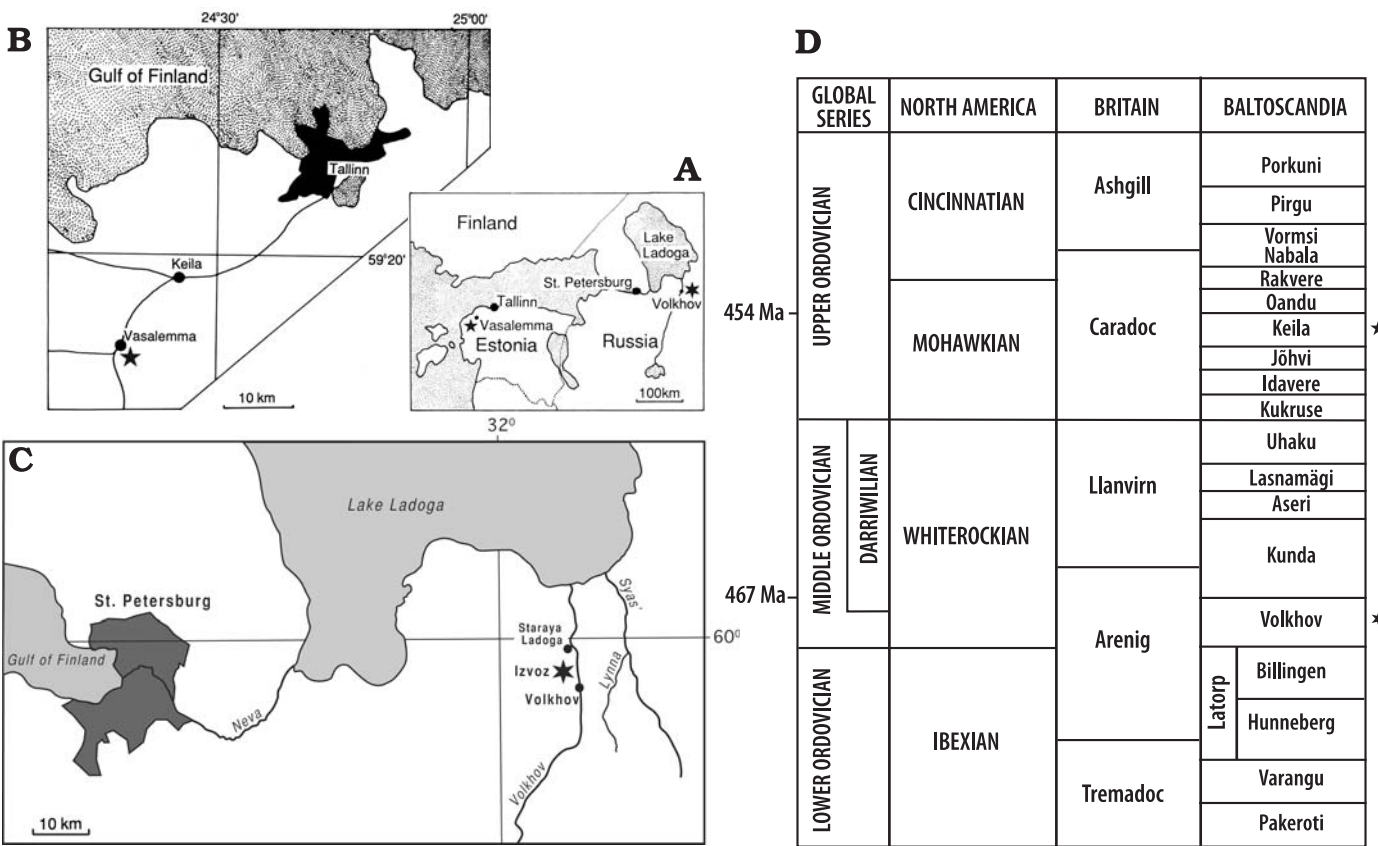 B
24°30'
25°00'
Gulf of Finland
Tallinn
59°20'
Keila
Vasalemma
10 km
A
Finland
Lake
Ladoga
St. Petersburg
Tallinn
Volkhov
Vasalemma
Estonia
Russia
100km
C
32⁰
Lake Ladoga
St. Petersburg
Gulf of Finland
Neva
Staraya
Ladoga
Izvoz
Volkhov
Volkhov
Syas'
Lynna
60⁰
10 km
D
GLOBAL
SERIES
NORTH AMERICA
BRITAIN
BALTOSCANDIA
UPPER ORDOVICIAN
MIDDLE ORDOVICIAN
DARRIWILIAN
LOWER ORDOVICIAN
454 Ma
467 Ma
CINCINNATIAN
MOHAWKIAN
WHITEROCKIAN
IBEXIAN
Ashgill
Caradoc
Llanvirn
Arenig
Tremadoc
Porkuni
Pirgu
Vormsi
Nabala
Rakvere
Oandu
Keila
Jõhvi
Idavere
Kukruse
Uhaku
Lasnamägi
Aseri
Kunda
Volkhov
Latorp
Billingen
Hunneberg
Varangu
Pakeroti